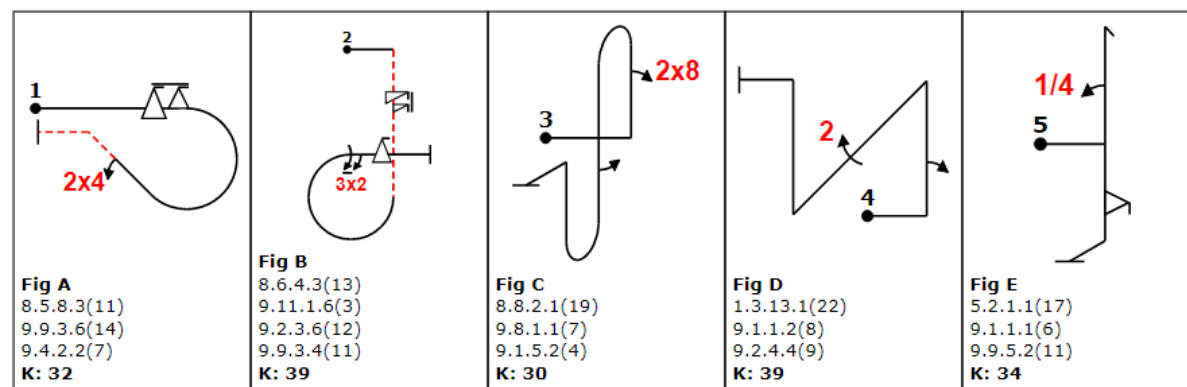 1
2x4
Fig A
8.5.8.3(11)
9.9.3.6(14)
9.4.2.2(7)
K: 32
2
3x2
Fig B
8.6.4.3(13)
9.11.1.6(3)
9.2.3.6(12)
9.9.3.4(11)
K: 39
2x8
3
Fig C
8.8.2.1(19)
9.8.1.1(7)
9.1.5.2(4)
K: 30
2
4
Fig D
1.3.13.1(22)
9.1.1.2(8)
9.2.4.4(9)
K: 39
1/4
5
Fig E
5.2.1.1(17)
9.1.1.1(6)
9.9.5.2(11)
K: 34